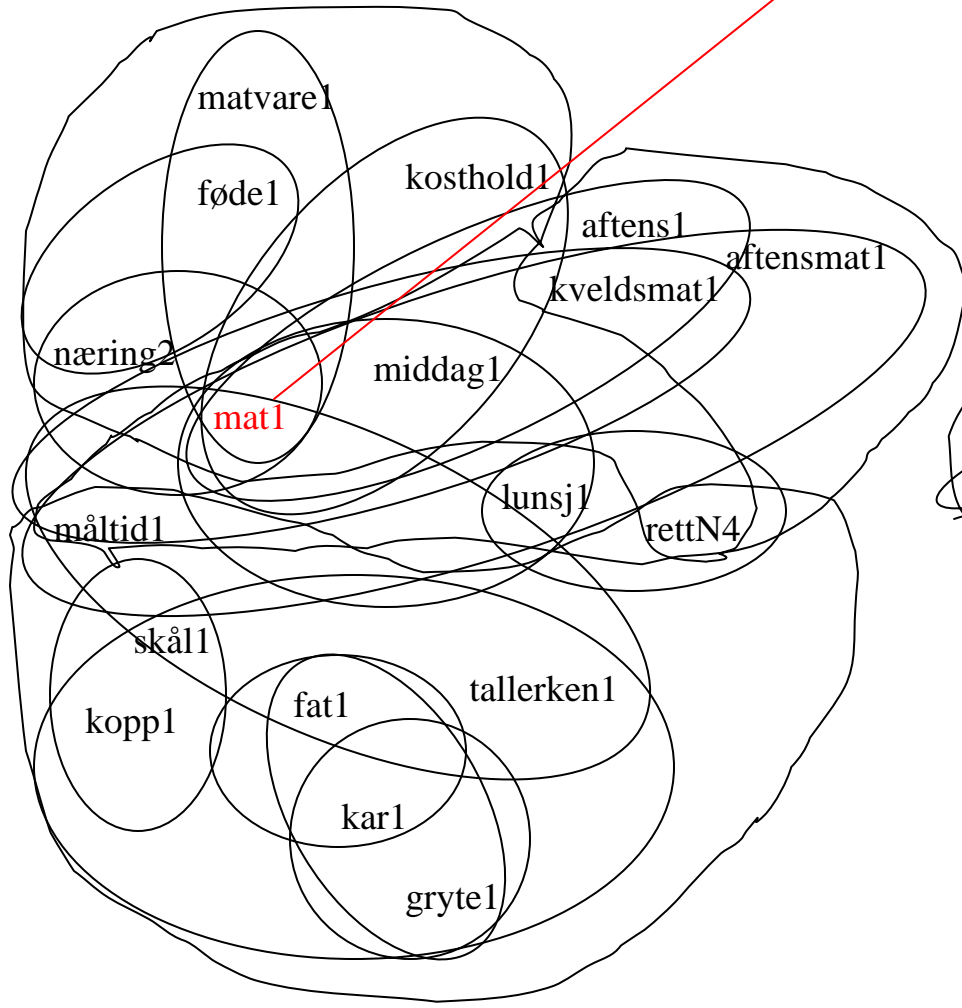 matvare1
kosthold1
føde1
aftens1
aftensmat1
kveldsmat1
næring2
middag1
mat1
lunsj1
måltid1
rettN4
skål1
tallerken1
fat1
kopp1
kar1
gryte1